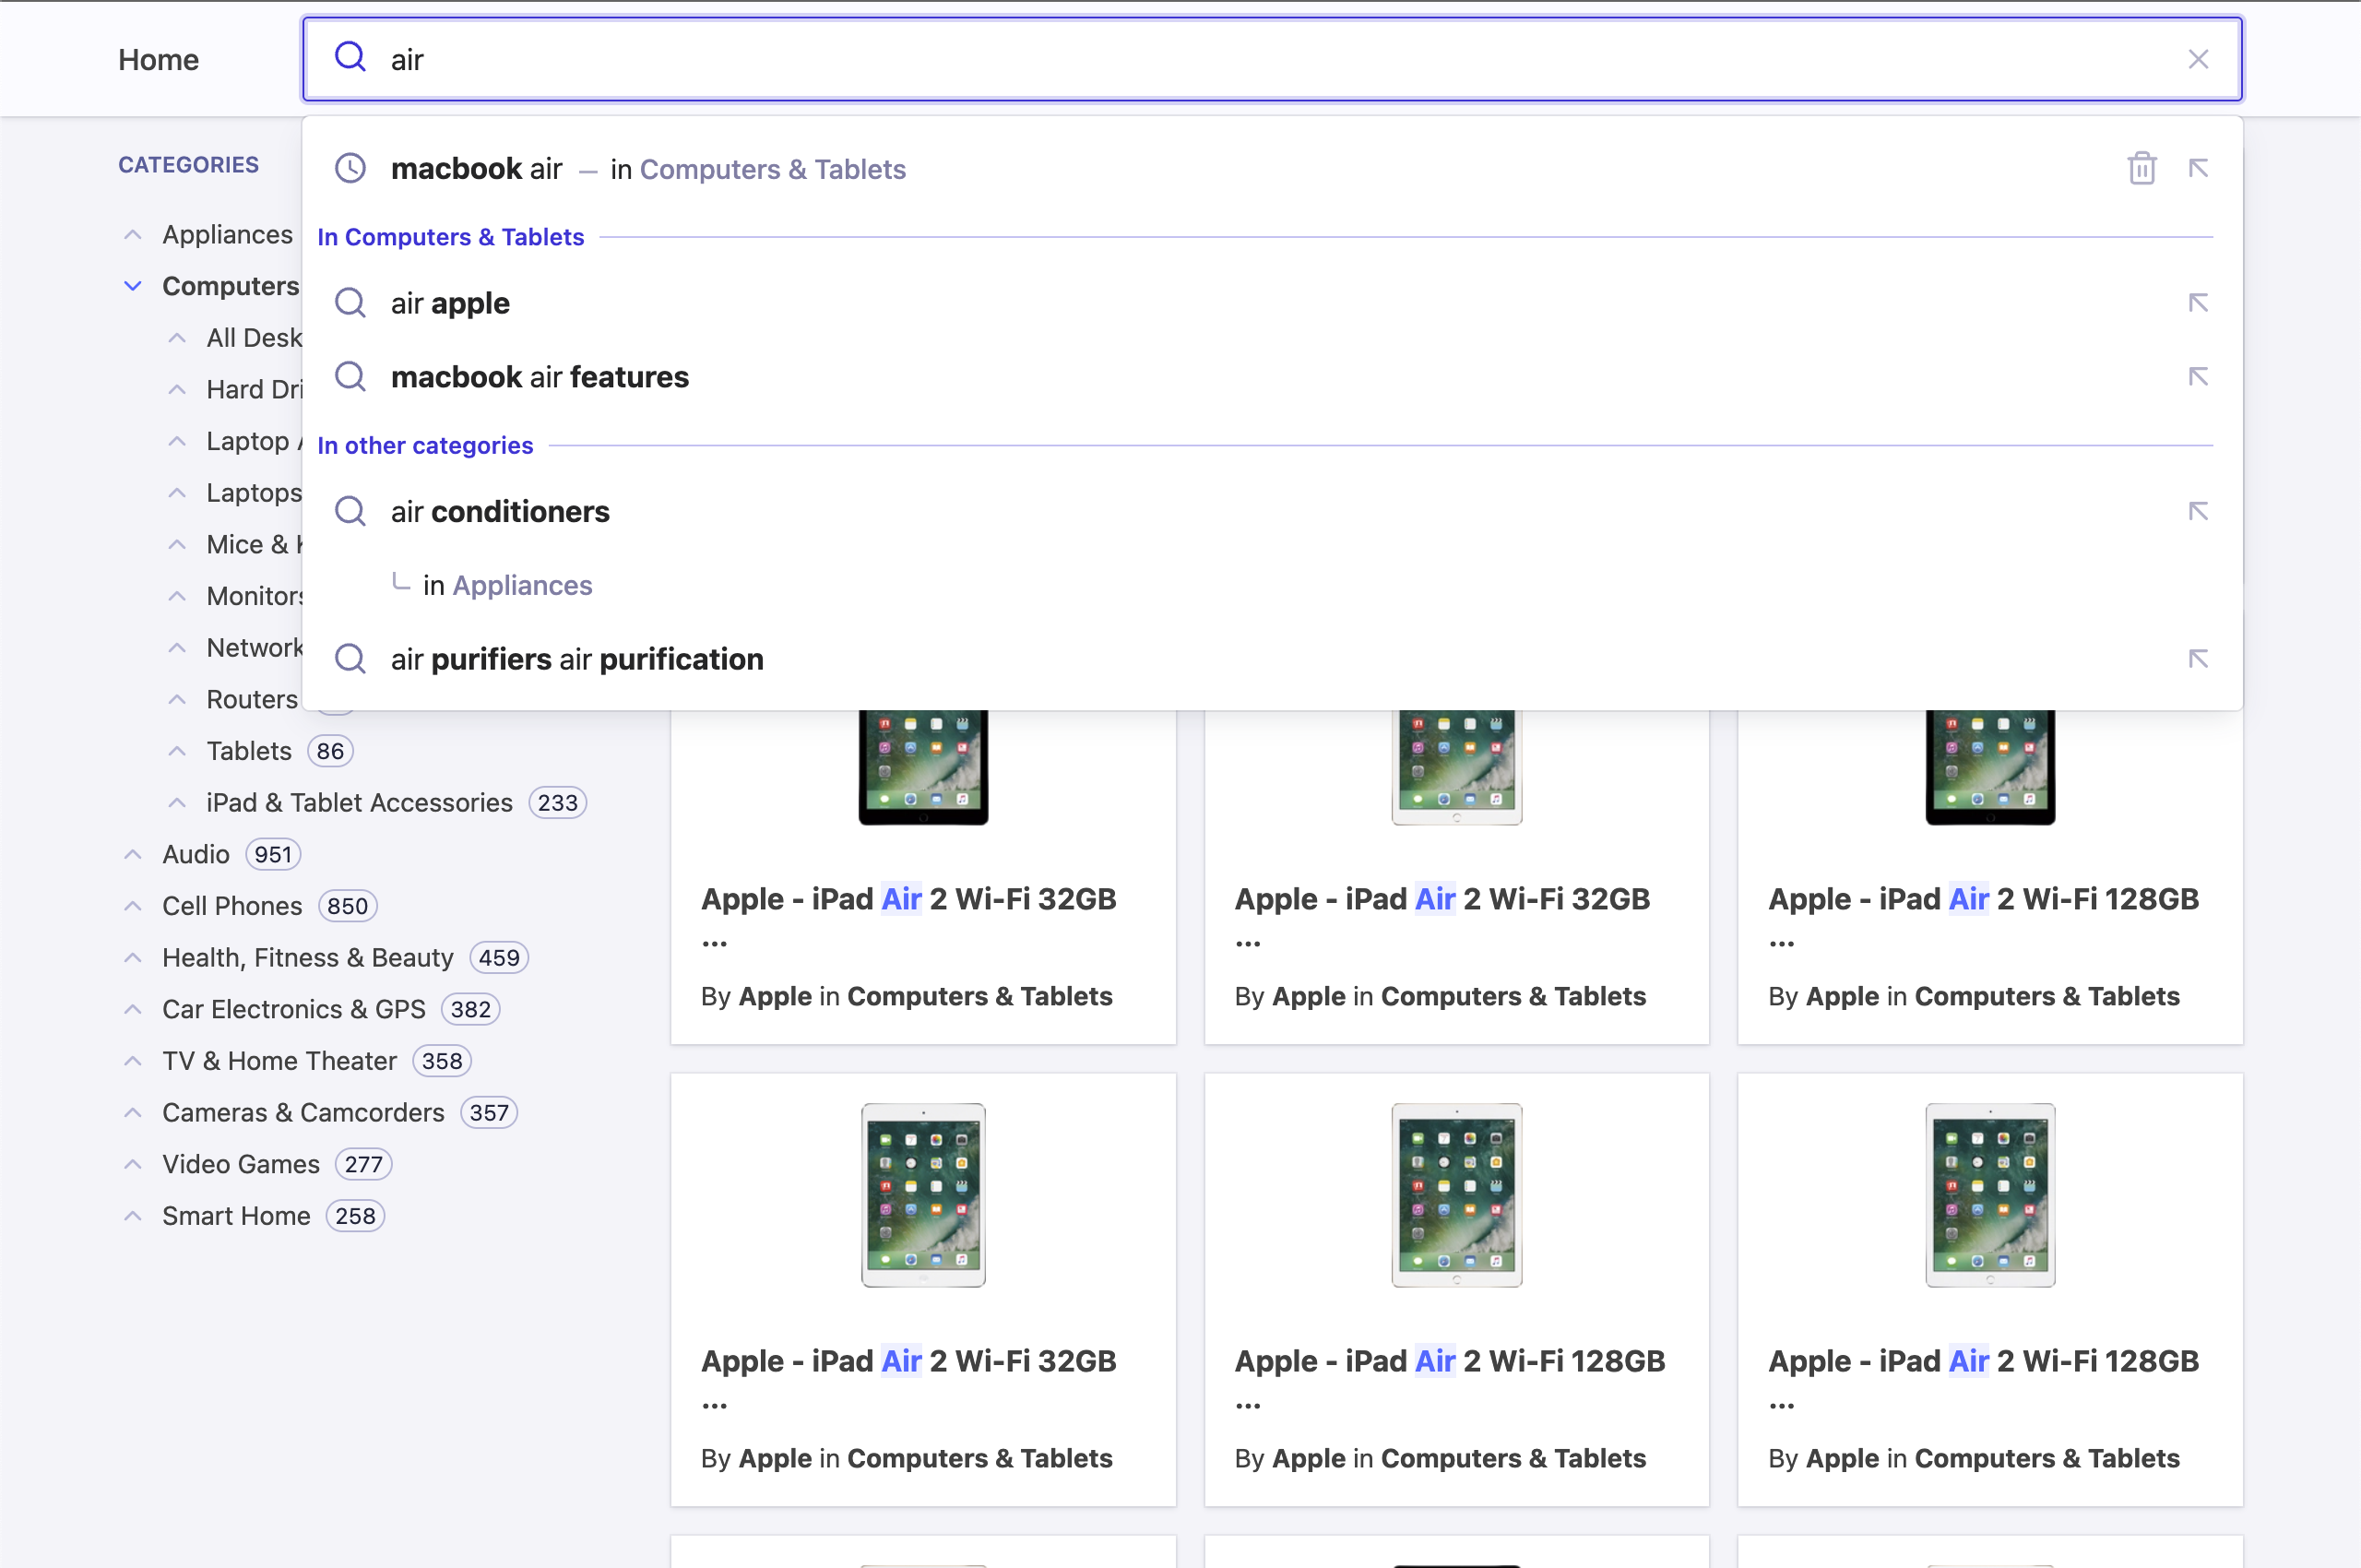 Home
air
CATEGORIES
macbook air — in Computers & Tablets
Appliances
In Computers & Tablets
Computers
All Desk
air apple
Hard Dri
macbook air features
Laptop
In other categories
Laptops
air conditioners
Mice &
in Appliances
Monitors
Network
air purifiers air purification
Routers
Tablets 86
iPad & Tablet Accessories 233
Audio 951
Cell Phones 850
Health, Fitness & Beauty 459
Car Electronics & GPS 382
TV & Home Theater 358
Cameras & Camcorders 357
Video Games 277
Smart Home 258
Apple - iPad Air 2 Wi-Fi 32GB
...
By Apple in Computers & Tablets
Apple - iPad Air 2 Wi-Fi 32GB
...
By Apple in Computers & Tablets
Apple - iPad Air 2 Wi-Fi 128GB
...
By Apple in Computers & Tablets
Apple - iPad Air 2 Wi-Fi 32GB
...
By Apple in Computers & Tablets
Apple - iPad Air 2 Wi-Fi 128GB
...
By Apple in Computers & Tablets
Apple - iPad Air 2 Wi-Fi 128GB
...
By Apple in Computers & Tablets